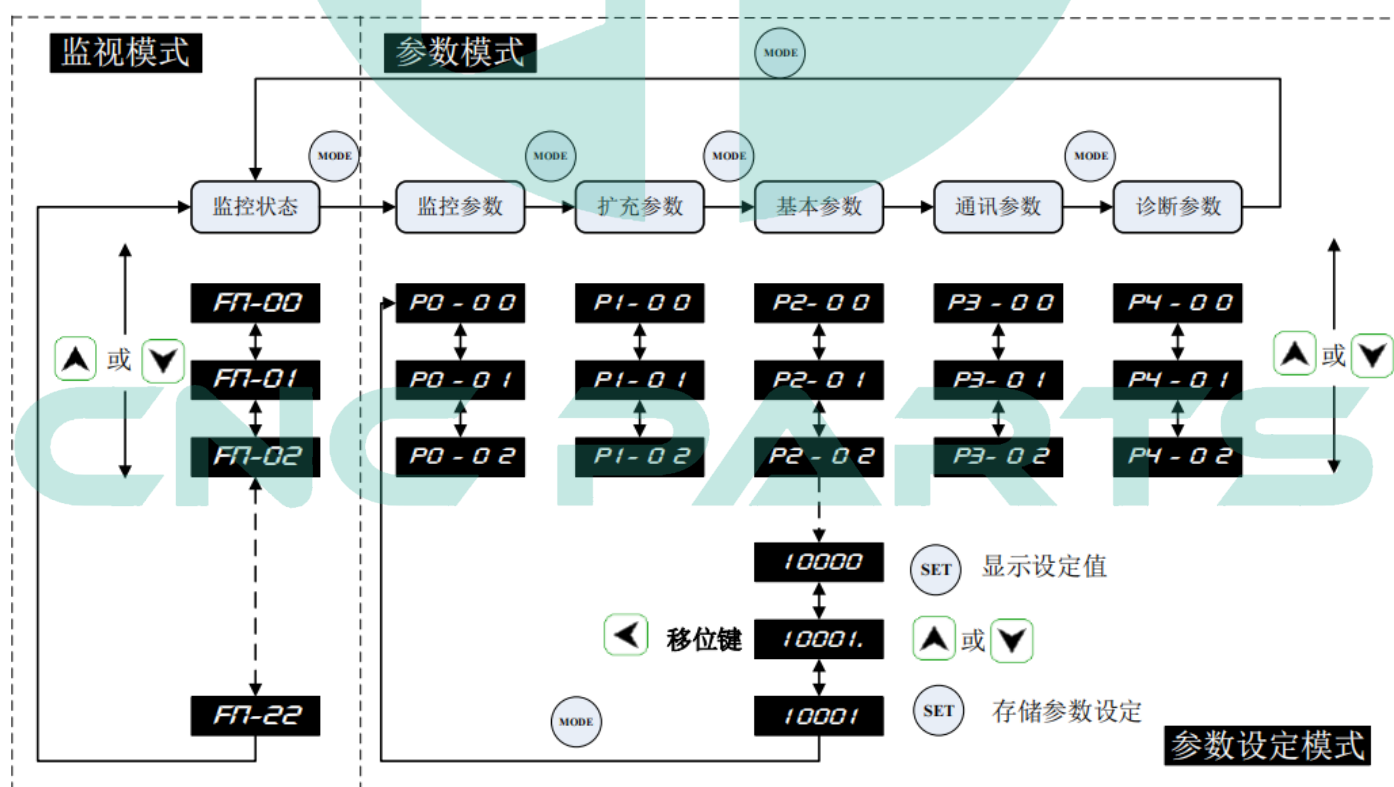 监视模式
参数模式
MODE
MODE
MODE
MODE
MODE
监控状态
监控参数
扩充参数
基本参数
通讯参数
诊断参数
FП-00
P0-00
P1-00
P2-00
P3-00
P4-00
或
或
FП-01
P0-01
P1-01
P2-01
P3-01
P4-01
CNC PARTS
FП-02
P0-02
P1-02
P2-02
P3-02
P4-02
10000
SET 显示设定值
移位键
10001.
或
FП-22
MODE
10001
SET 存储参数设定
参数设定模式